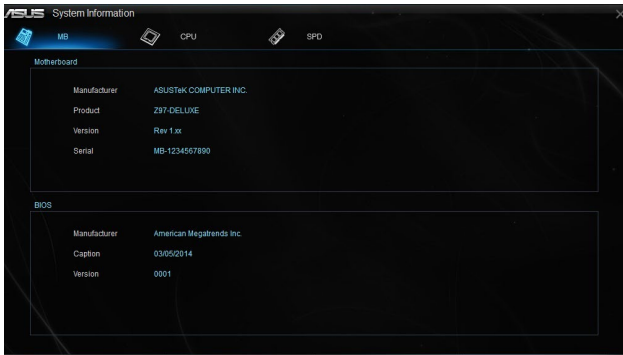 ASUS System Information
MB CPU SPD
Motherboard
Manufacturer ASUSTeK COMPUTER INC.
Product Z97-DELUXE
Version Rev 1.xx
Serial MB-1234567890
BIOS
Manufacturer American Megatrends Inc.
Caption 03/05/2014
Version 0001